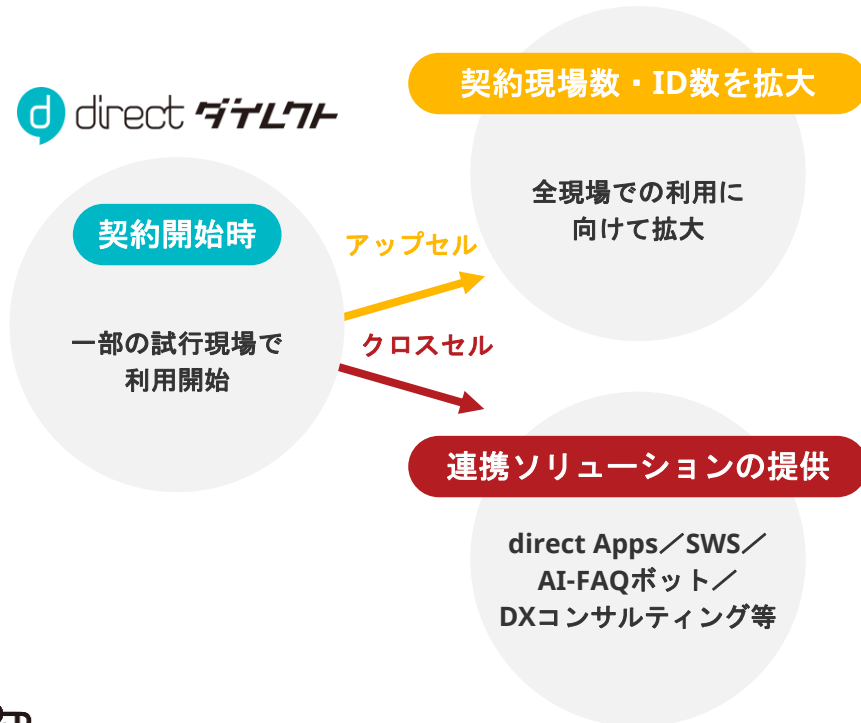 direct ダイレクト
契約開始時
一部の試行現場で
利用開始
アップセル
クロスセル
契約現場数・ID数を拡大
全現場での利用に
向けて拡大
連携ソリューションの提供
direct Apps／SWS／
AI-FAQボット／
DXコンサルティング等